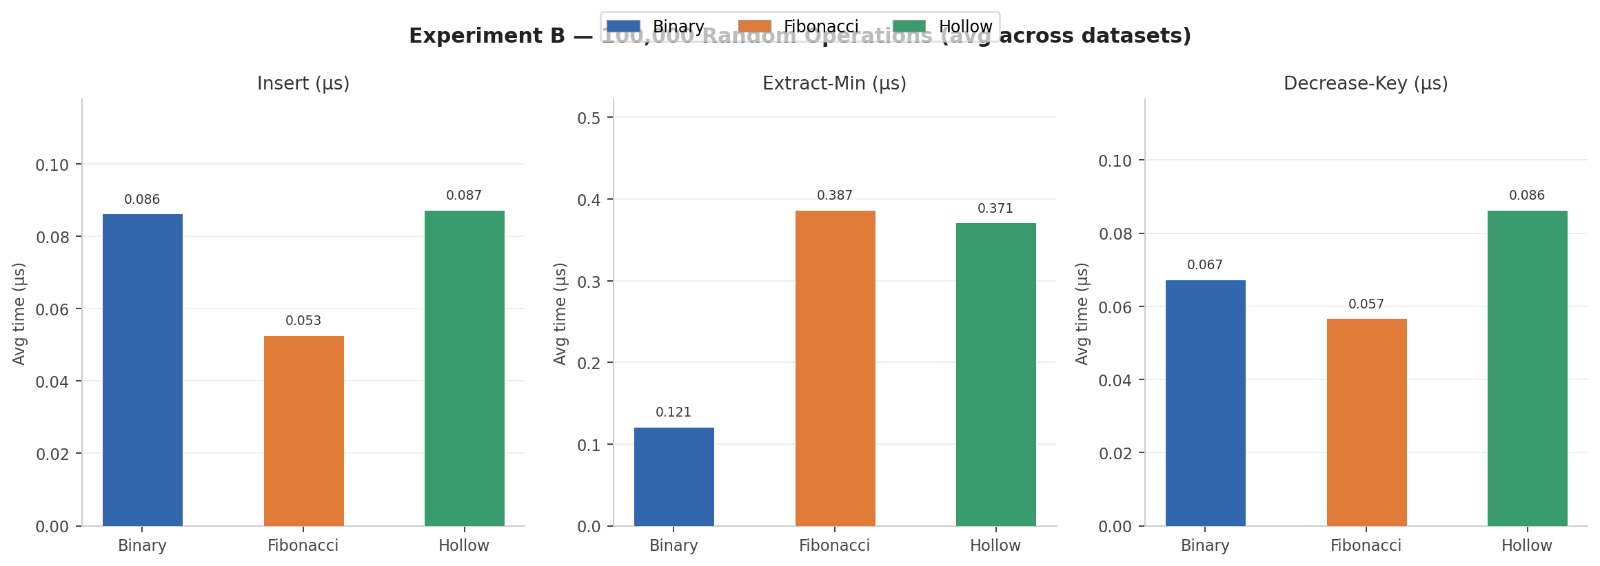 Binary Fibonacci Hollow
Experiment B — 100,000 Random Operations (avg across datasets)
Insert (µs)
Avg time (µs)
0.10
0.08
0.06
0.04
0.02
0.00
0.086
0.053
0.087
Binary Fibonacci Hollow
Extract-Min (µs)
Avg time (µs)
0.5
0.4
0.3
0.2
0.1
0.0
0.121
0.387
0.371
Binary Fibonacci Hollow
Decrease-Key (µs)
Avg time (µs)
0.10
0.08
0.06
0.04
0.02
0.00
0.067
0.057
0.086
Binary Fibonacci Hollow